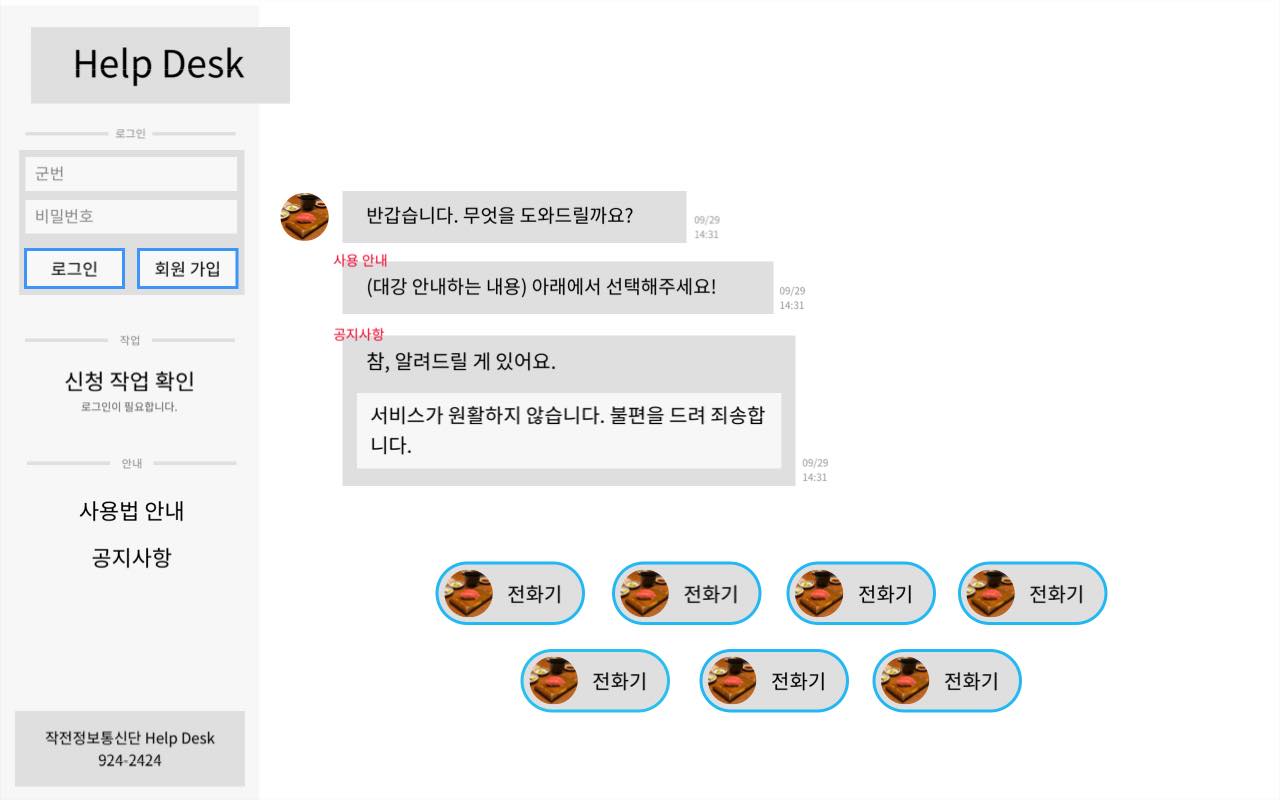 Help Desk
로그인
군번
비밀번호
로그인
회원 가입
작업
신청 작업 확인
로그인이 필요합니다.
안내
사용법 안내
공지사항
작전정보통신단 Help Desk
924-2424
반갑습니다. 무엇을 도와드릴까요?
09/29
14:31
사용 안내
(대강 안내하는 내용) 아래에서 선택해주세요!
09/29
14:31
공지사항
참, 알려드릴 게 있어요.
서비스가 원활하지 않습니다. 불편을 드려 죄송합
니다.
09/29
14:31
전화기
전화기
전화기
전화기
전화기
전화기
전화기